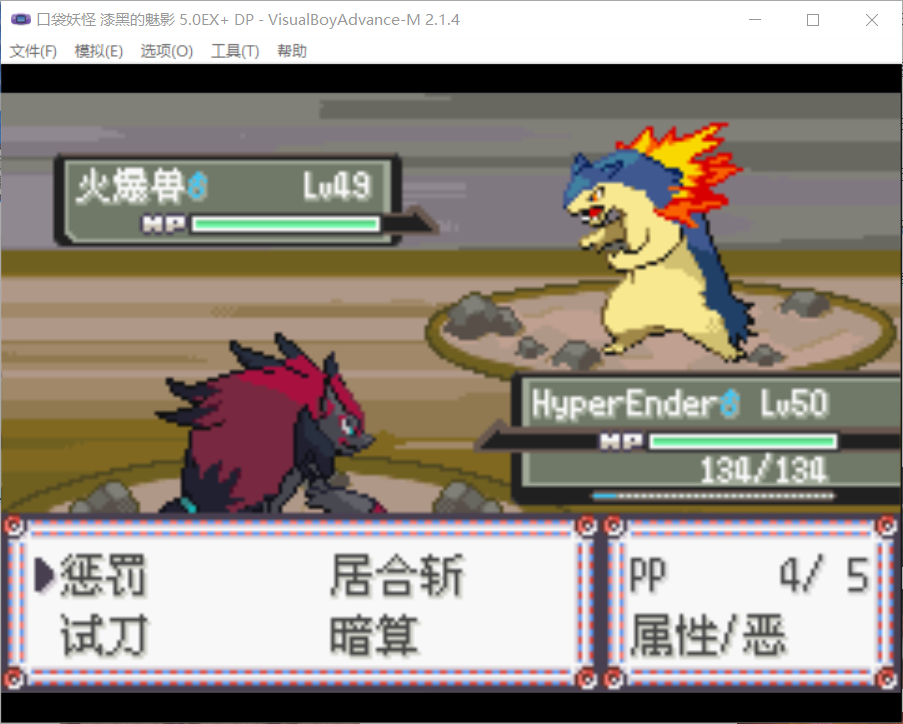 口袋妖怪 漆黑的魅影 5.0EX+ DP - VisualBoyAdvance-M 2.1.4
文件(F) 模拟(E) 选项(O) 工具(T) 帮助
火爆兽♂ Lv49
HP
HyperEnder♂ Lv50
HP
134/134
惩罚 居合斩
试刀 暗算
PP 4/ 5
属性/恶